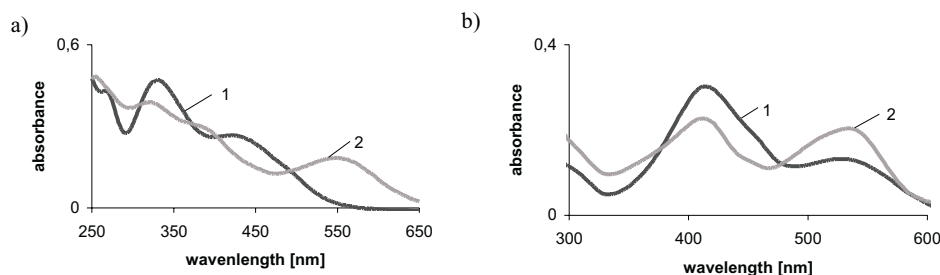 a)
0,6
absorbance
1
2
0
250 350 450 550 650
wavenlength [nm]
b)
0,4
absorbance
1
2
0
300 400 500 600
wavelength [nm]